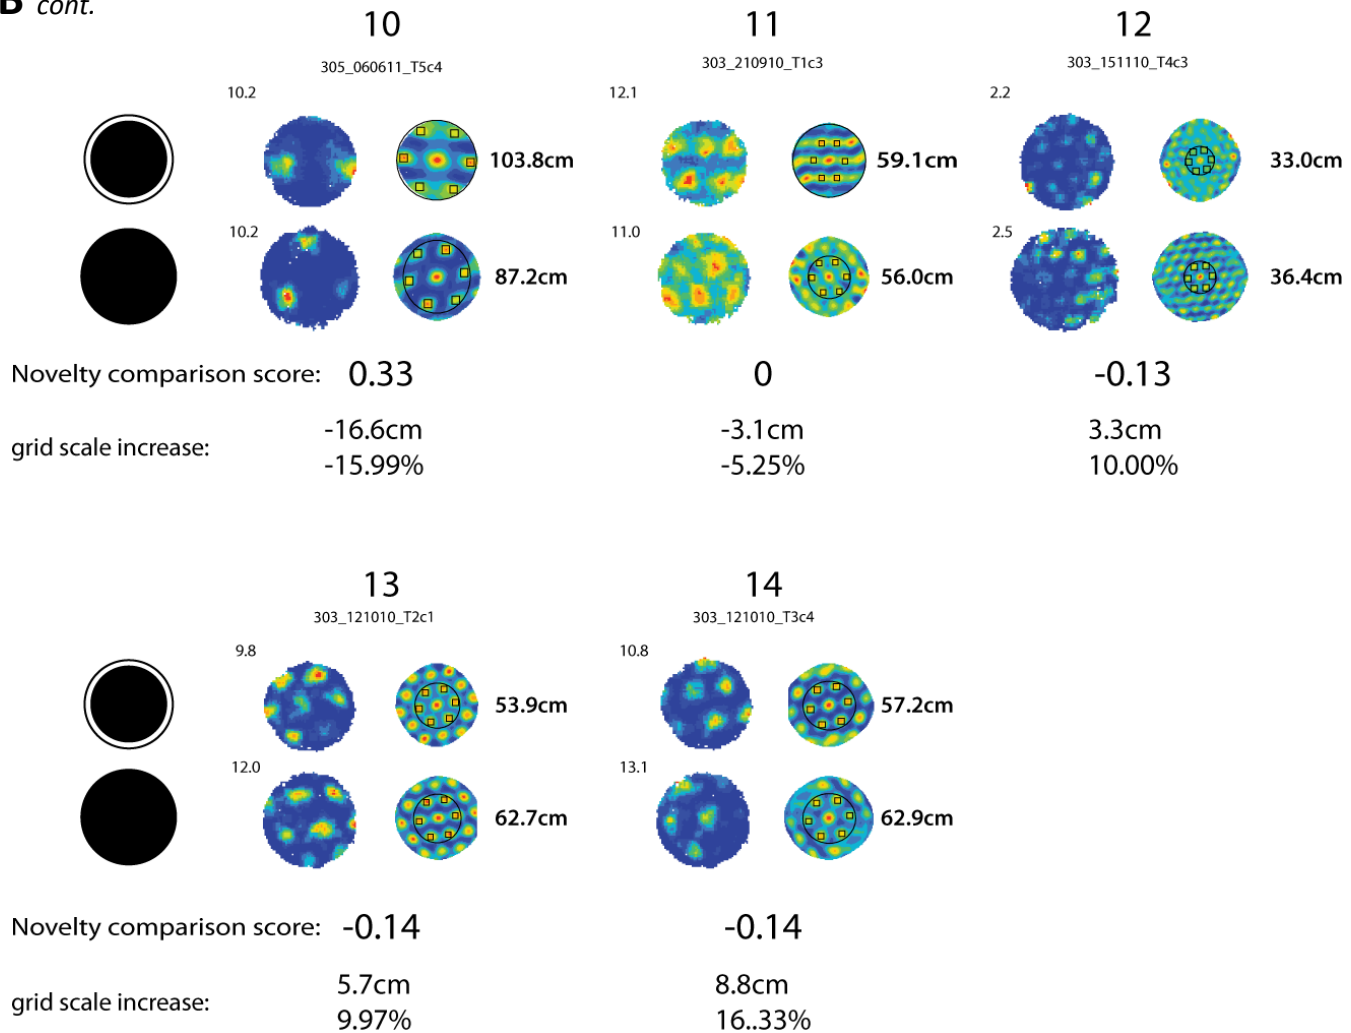 B cont.
10 11 12
305_060611_T5c4 303_210910_T1c3 303_151110_T4c3
10.2 12.1 2.2
103.8cm 59.1cm 33.0cm
10.2 11.0 2.5
87.2cm 56.0cm 36.4cm
Novelty comparison score: 0.33 0 -0.13
grid scale increase: -16.6cm -3.1cm 3.3cm
-15.99% -5.25% 10.00%
13 14
303_121010_T2c1 303_121010_T3c4
9.8 10.8
53.9cm 57.2cm
12.0 13.1
62.7cm 62.9cm
Novelty comparison score: -0.14 -0.14
grid scale increase: 5.7cm 8.8cm
9.97% 16..33%